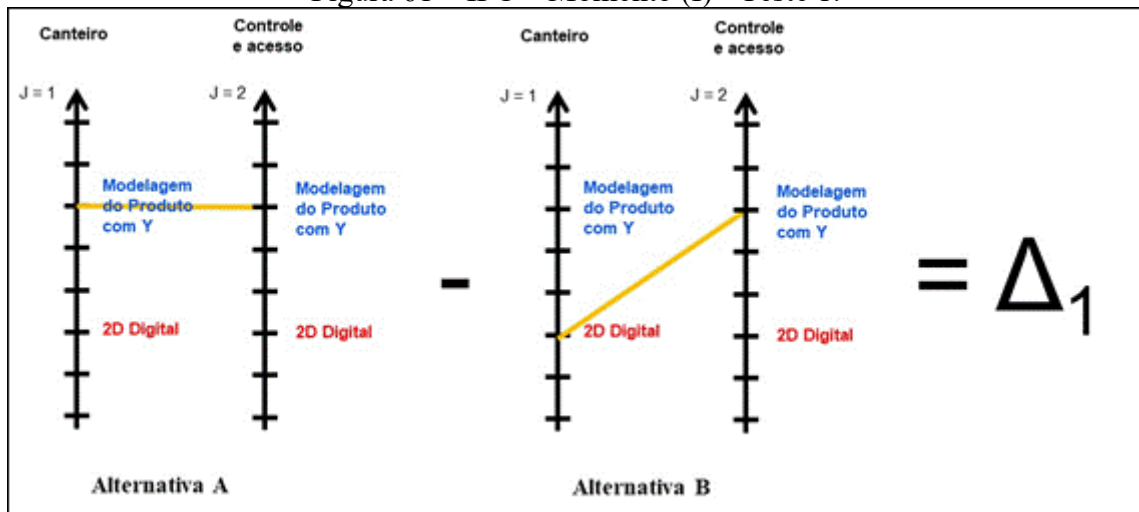 Canteiro
Controle
e acesso
J = 1
J = 2
Modelagem
do Produto
com Y
Modelagem
do Produto
com Y
2D Digital
2D Digital
Alternativa A
-
Canteiro
Controle
e acesso
J = 1
J = 2
Modelagem
do Produto
com Y
Modelagem
do Produto
com Y
2D Digital
2D Digital
Alternativa B
= Δ1